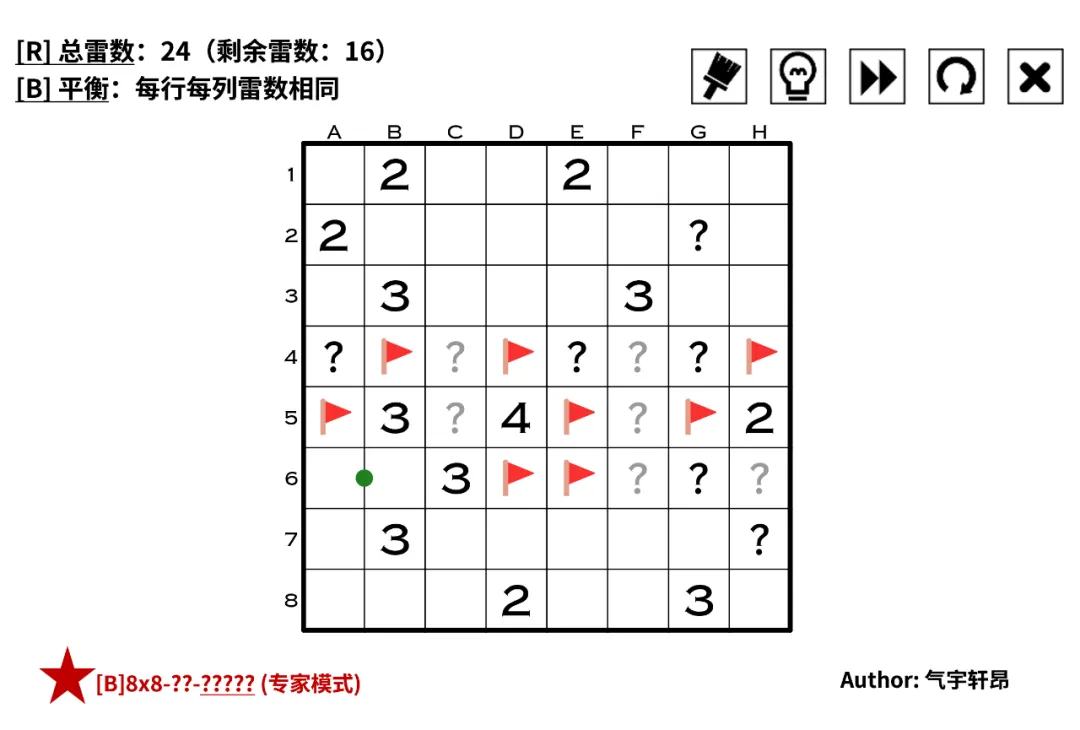 [R] 总雷数：24（剩余雷数：16）
[B] 平衡：每行每列雷数相同
A B C D E F G H
1 2 2
2 2 ?
3 3 3
4 ? ? ? ? ?
5 3 ? 4 ? 2
6 3 ? ? ?
7 3 ?
8 2 3
[B]8x8-??-????? (专家模式)
Author: 气宇轩昂